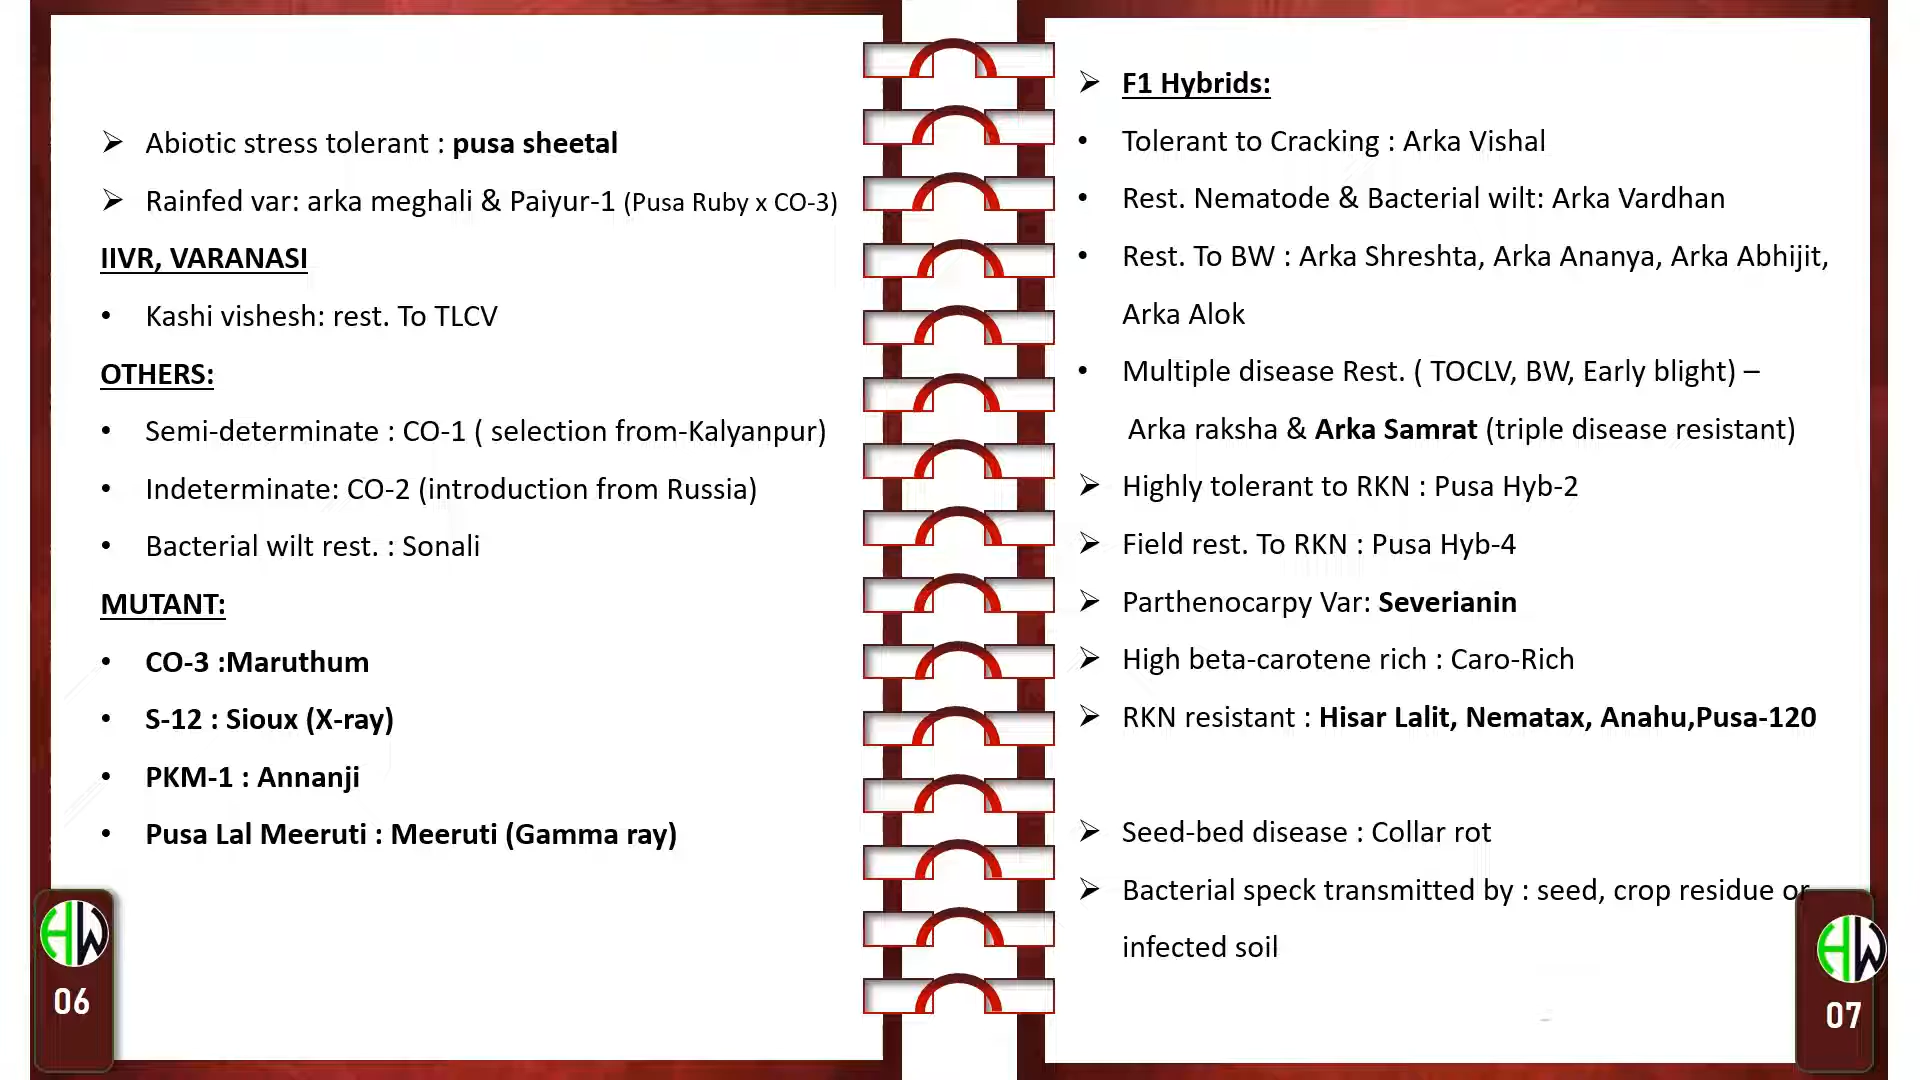 ➢ Abiotic stress tolerant : pusa sheetal
➢ Rainfed var: arka meghali & Paiyur-1 (Pusa Ruby x CO-3)
IIVR, VARANASI
• Kashi vishesh: rest. To TLCV
OTHERS:
• Semi-determinate : CO-1 ( selection from-Kalyanpur)
• Indeterminate: CO-2 (introduction from Russia)
• Bacterial wilt rest. : Sonali
MUTANT:
• CO-3 :Maruthum
• S-12 : Sioux (X-ray)
• PKM-1 : Annanji
• Pusa Lal Meeruti : Meeruti (Gamma ray)
HW
06
➢ F1 Hybrids:
• Tolerant to Cracking : Arka Vishal
• Rest. Nematode & Bacterial wilt: Arka Vardhan
• Rest. To BW : Arka Shreshta, Arka Ananya, Arka Abhijit,
Arka Alok
• Multiple disease Rest. ( TOCLV, BW, Early blight) –
Arka raksha & Arka Samrat (triple disease resistant)
➢ Highly tolerant to RKN : Pusa Hyb-2
➢ Field rest. To RKN : Pusa Hyb-4
➢ Parthenocarpy Var: Severianin
➢ High beta-carotene rich : Caro-Rich
➢ RKN resistant : Hisar Lalit, Nematax, Anahu,Pusa-120
➢ Seed-bed disease : Collar rot
➢ Bacterial speck transmitted by : seed, crop residue or
infected soil
HW
07